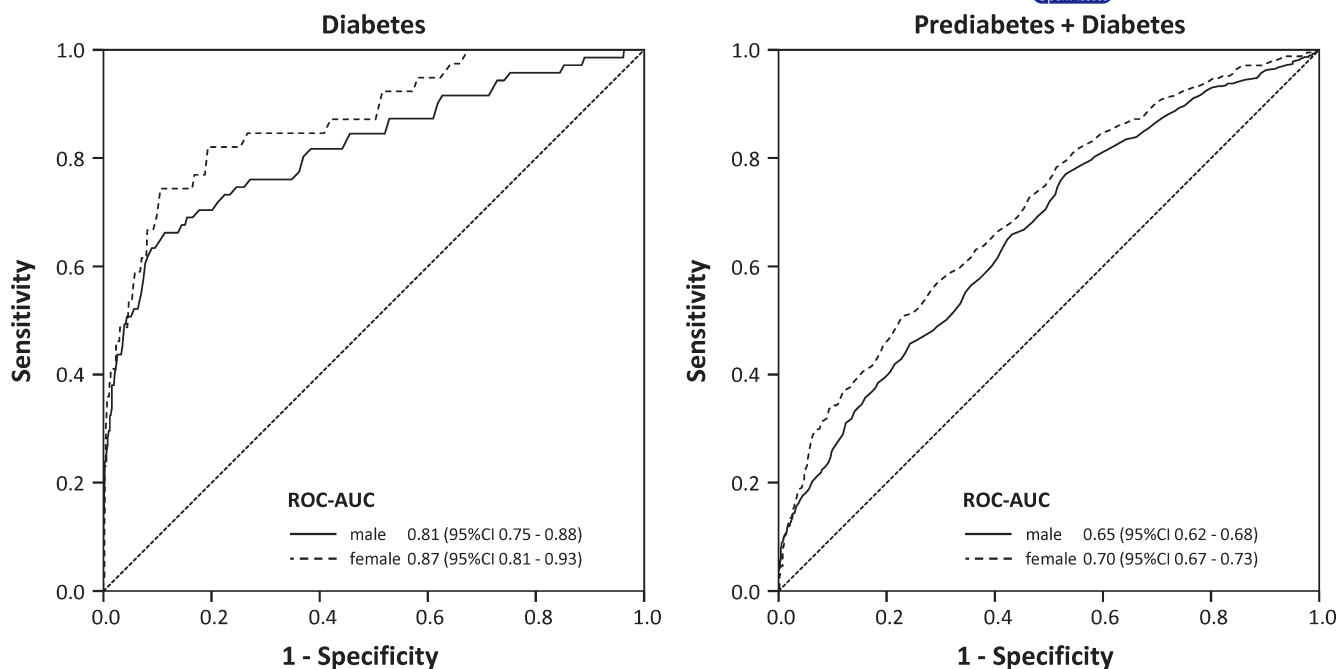 Diabetes
1.0
0.8
0.6
0.4
0.2
0.0
Sensitivity
ROC-AUC
male 0.81 (95%CI 0.75 - 0.88)
female 0.87 (95%CI 0.81 - 0.93)
0.0 0.2 0.4 0.6 0.8 1.0
1 - Specificity
Prediabetes + Diabetes
1.0
0.8
0.6
0.4
0.2
0.0
Sensitivity
ROC-AUC
male 0.65 (95%CI 0.62 - 0.68)
female 0.70 (95%CI 0.67 - 0.73)
0.0 0.2 0.4 0.6 0.8 1.0
1 - Specificity